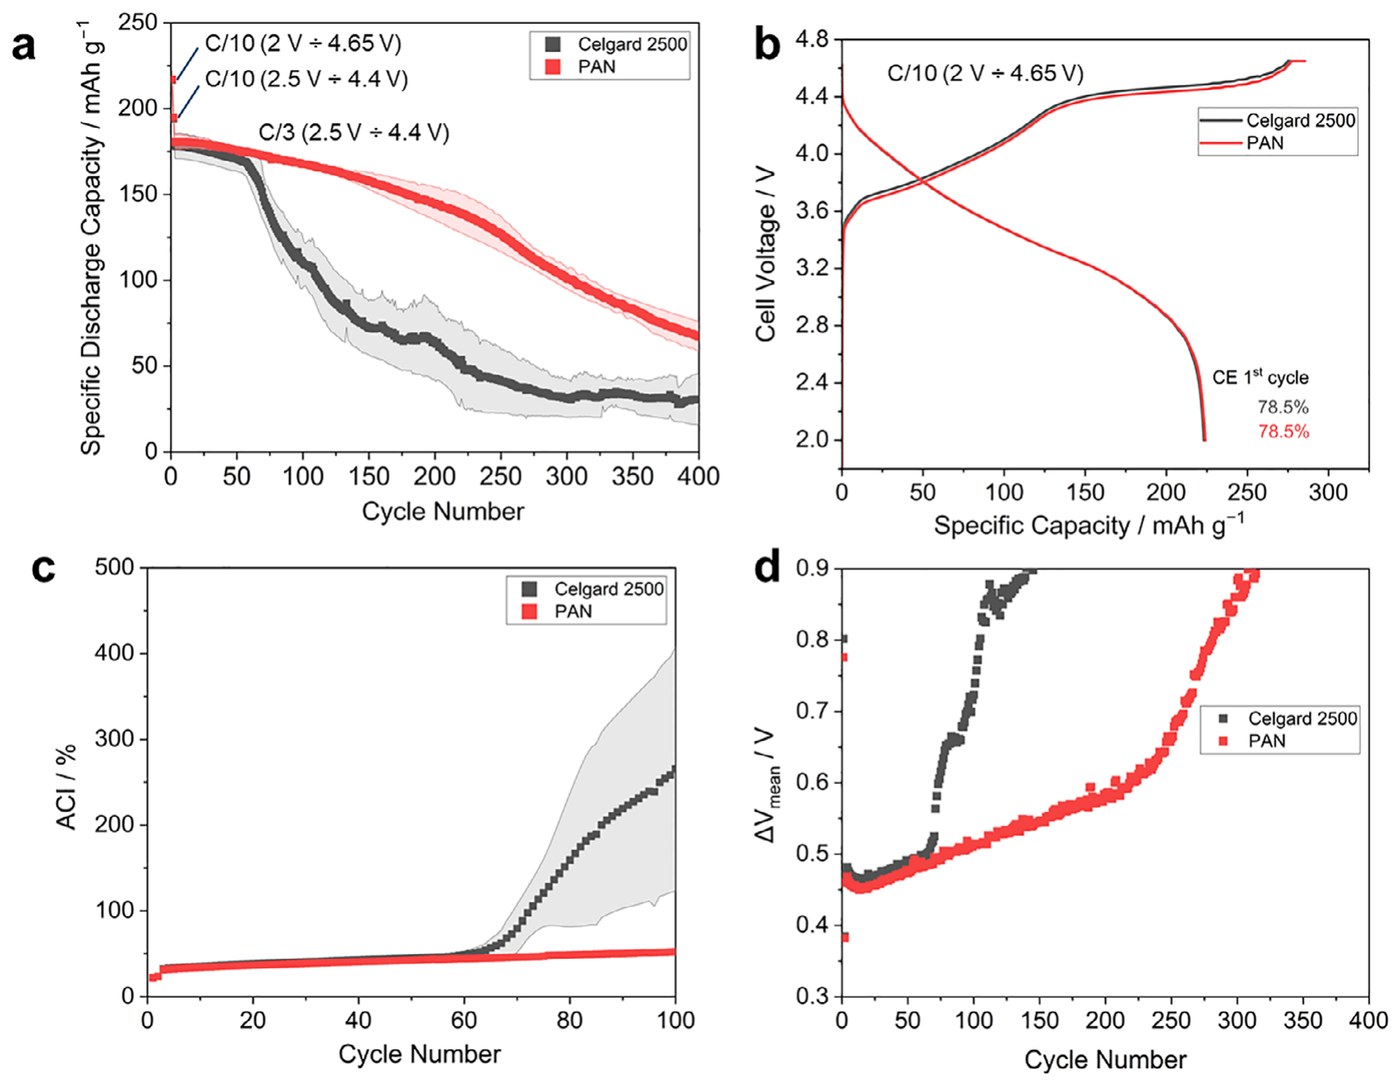 a
250
200
150
100
50
0
0 50 100 150 200 250 300 350 400
Specific Discharge Capacity / mAh g⁻¹
Cycle Number
C/10 (2 V ÷ 4.65 V)
C/10 (2.5 V ÷ 4.4 V)
C/3 (2.5 V ÷ 4.4 V)
Celgard 2500
PAN
b
4.8
4.4
4.0
3.6
3.2
2.8
2.4
2.0
0 50 100 150 200 250 300
Cell Voltage / V
Specific Capacity / mAh g⁻¹
C/10 (2 V ÷ 4.65 V)
Celgard 2500
PAN
CE 1ˢᵗ cycle
78.5%
78.5%
c
500
400
300
200
100
0
0 20 40 60 80 100
ACI / %
Cycle Number
Celgard 2500
PAN
d
0.9
0.8
0.7
0.6
0.5
0.4
0.3
0 50 100 150 200 250 300 350 400
ΔVmean / V
Cycle Number
Celgard 2500
PAN